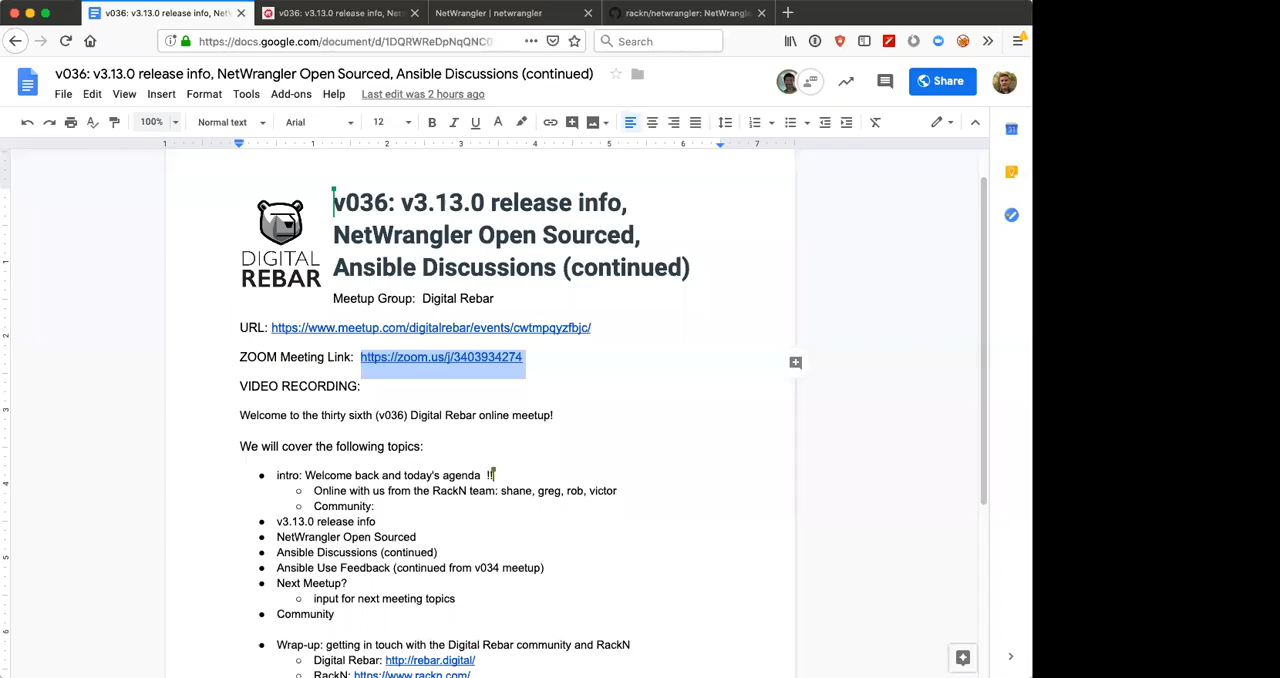 v036: v3.13.0 release info, Net
v036: v3.13.0 release info, Net
NetWrangler | netwrangler
rackn/netwrangler: NetWrangle
https://docs.google.com/document/d/1DQRWReDpNqQNC0
Search
v036: v3.13.0 release info, NetWrangler Open Sourced, Ansible Discussions (continued)
File Edit View Insert Format Tools Add-ons Help Last edit was 2 hours ago
Share
100% Normal text Arial 12 B I U A
1 1 2 3 4 5 6 7
v036: v3.13.0 release info,
NetWrangler Open Sourced,
Ansible Discussions (continued)
DIGITAL
REBAR
Meetup Group: Digital Rebar
URL: https://www.meetup.com/digitalrebar/events/cwtmpqyzfbjc/
ZOOM Meeting Link: https://zoom.us/j/3403934274
VIDEO RECORDING:
Welcome to the thirty sixth (v036) Digital Rebar online meetup!
We will cover the following topics:
● intro: Welcome back and today's agenda !!
○ Online with us from the RackN team: shane, greg, rob, victor
○ Community:
● v3.13.0 release info
● NetWrangler Open Sourced
● Ansible Discussions (continued)
● Ansible Use Feedback (continued from v034 meetup)
● Next Meetup?
○ input for next meeting topics
● Community
● Wrap-up: getting in touch with the Digital Rebar community and RackN
○ Digital Rebar: http://rebar.digital/
○ RackN: https://www.rackn.com/